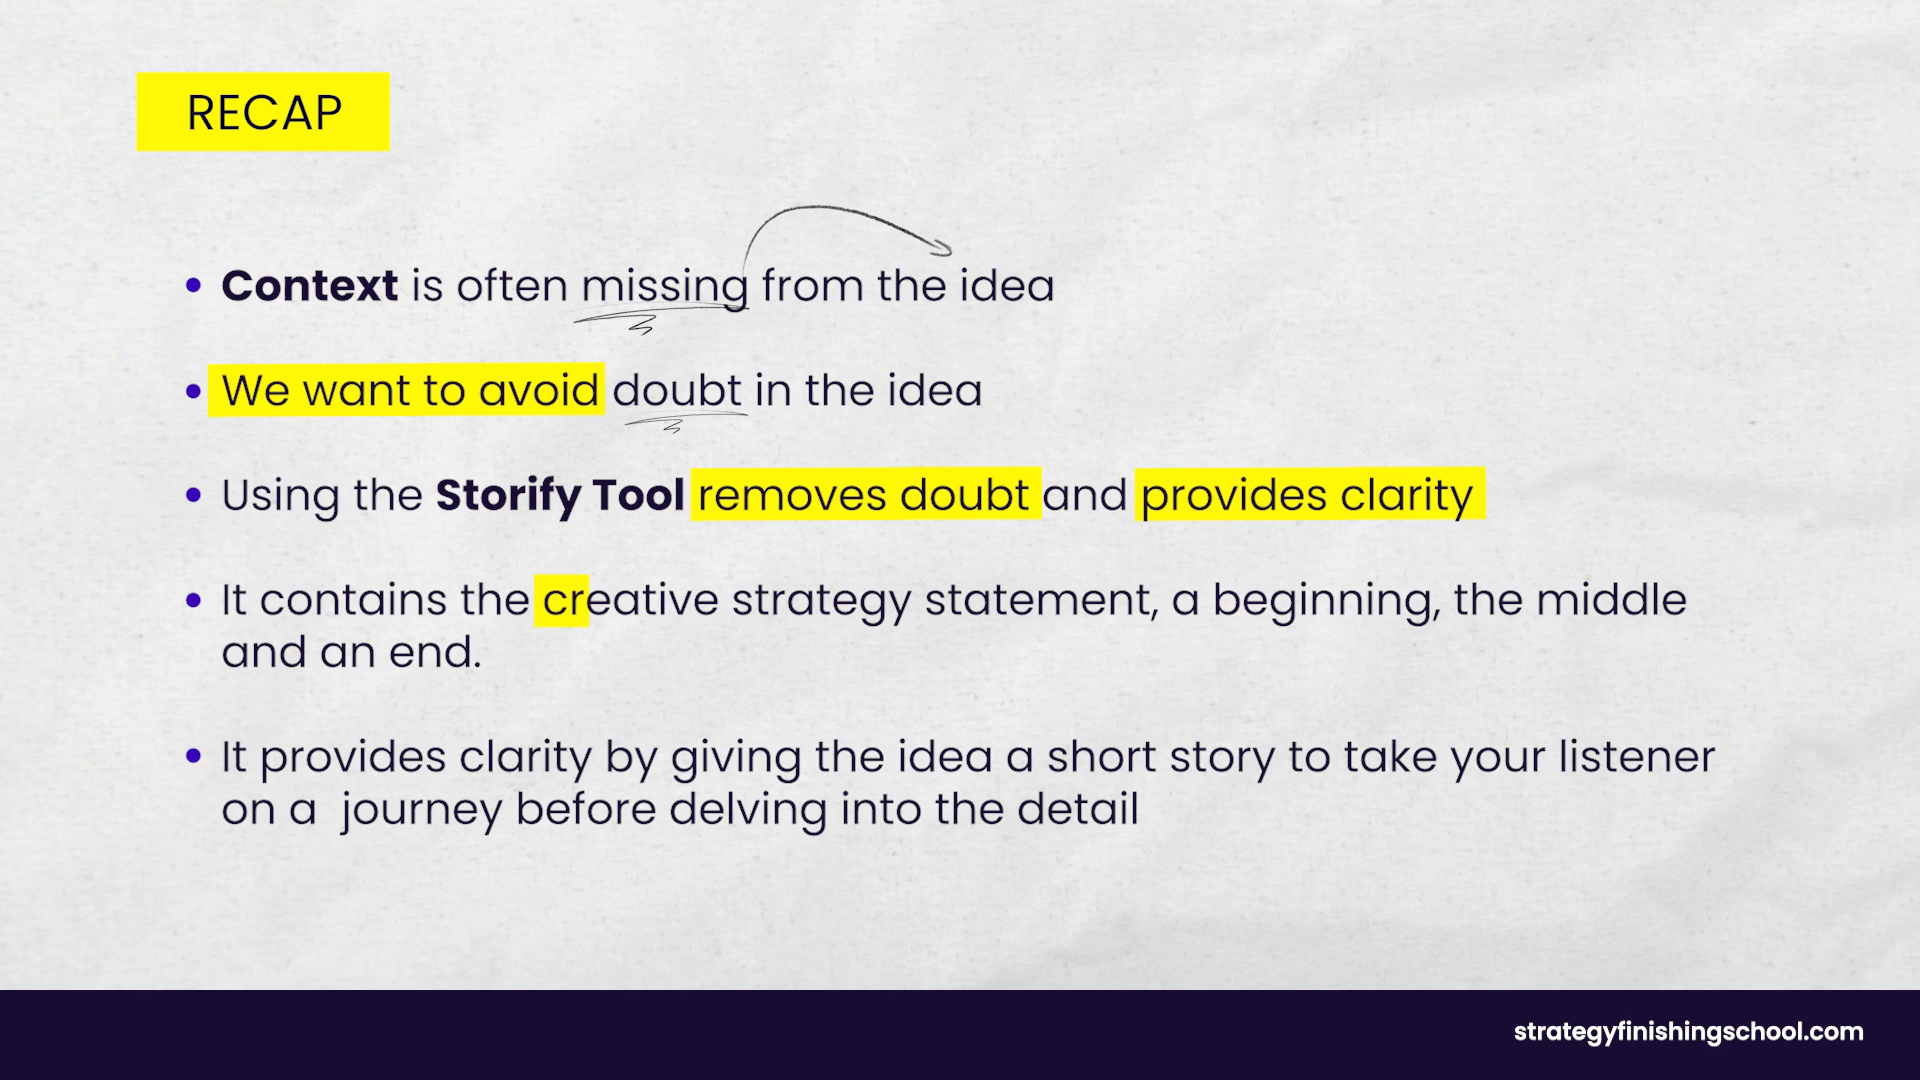 RECAP
• Context is often missing from the idea
• We want to avoid doubt in the idea
• Using the Storify Tool removes doubt and provides clarity
• It contains the creative strategy statement, a beginning, the middle
and an end.
• It provides clarity by giving the idea a short story to take your listener
on a  journey before delving into the detail
strategyfinishingschool.com